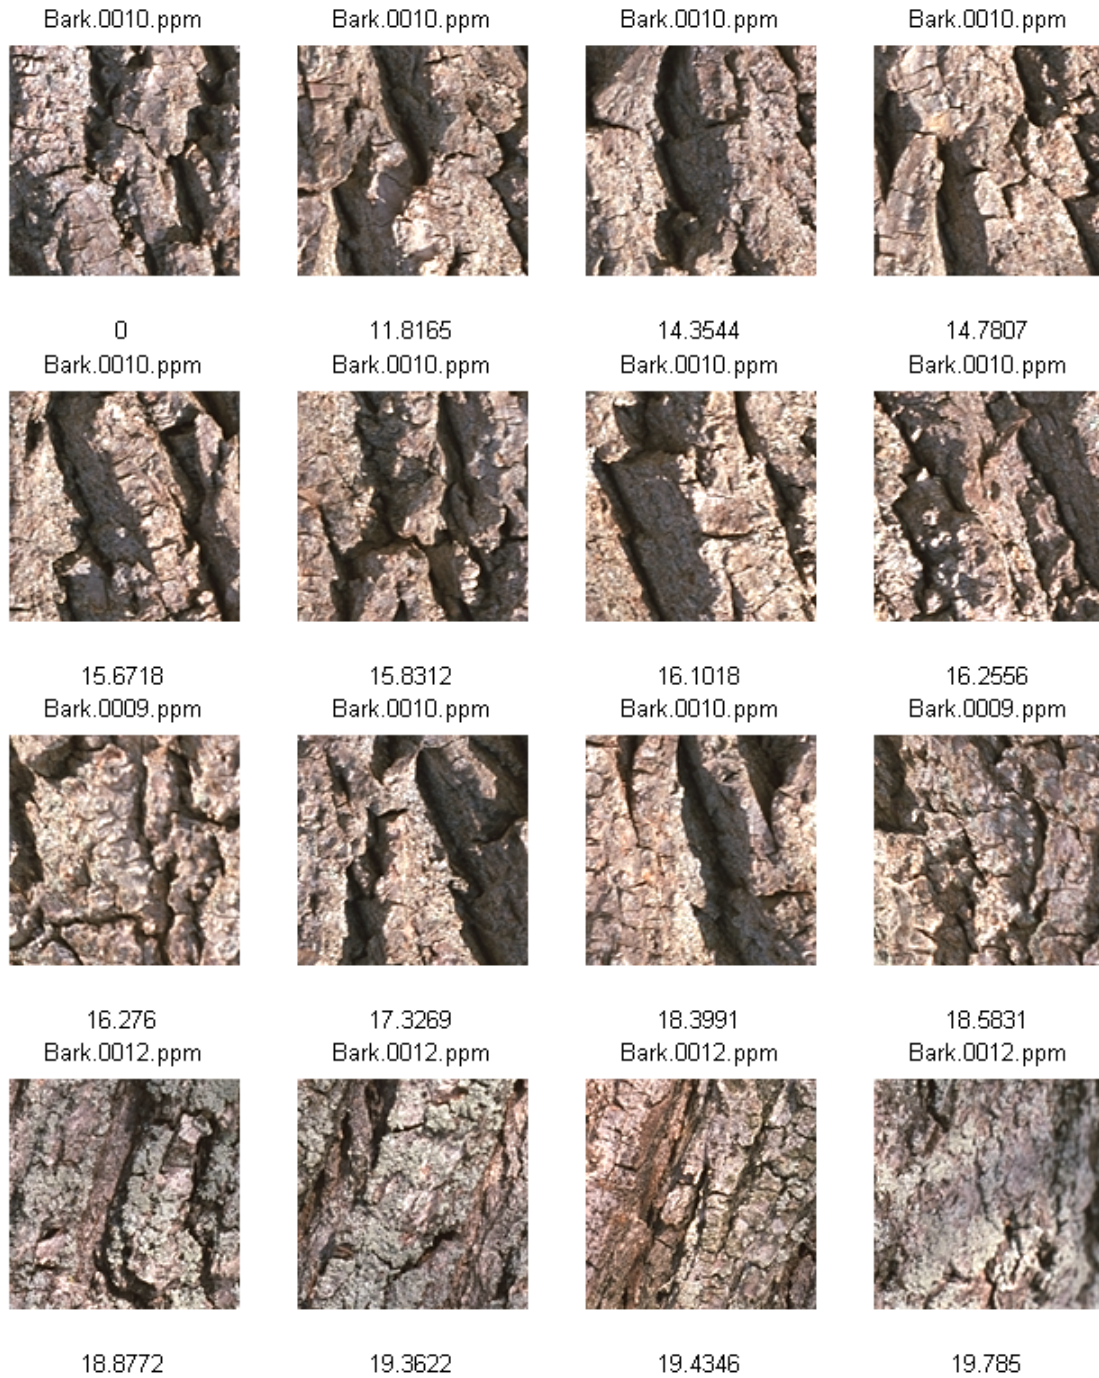 Bark.0010.ppm Bark.0010.ppm Bark.0010.ppm Bark.0010.ppm
0 11.8165 14.3544 14.7807
Bark.0010.ppm Bark.0010.ppm Bark.0010.ppm Bark.0010.ppm
15.6718 15.8312 16.1018 16.2556
Bark.0009.ppm Bark.0010.ppm Bark.0010.ppm Bark.0009.ppm
16.276 17.3269 18.3991 18.5831
Bark.0012.ppm Bark.0012.ppm Bark.0012.ppm Bark.0012.ppm
18.8772 19.3622 19.4346 19.785